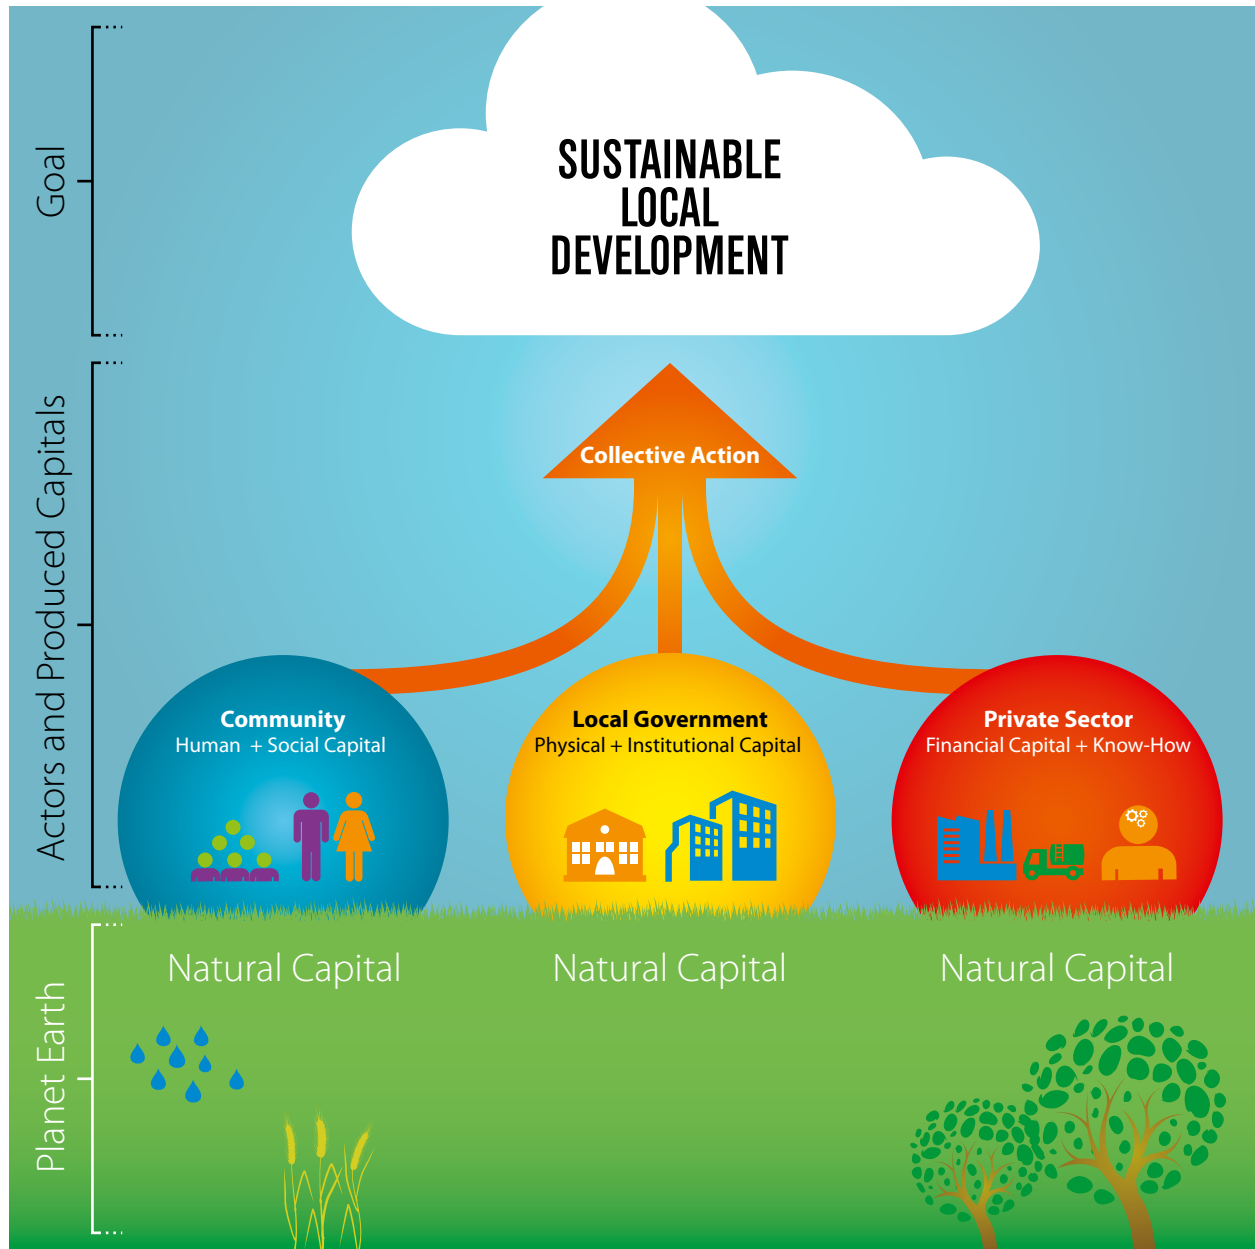 Goal
SUSTAINABLE
LOCAL
DEVELOPMENT
Actors and Produced Capitals
Collective Action
Community
Human + Social Capital
Local Government
Physical + Institutional Capital
Private Sector
Financial Capital + Know-How
Planet Earth
Natural Capital
Natural Capital
Natural Capital